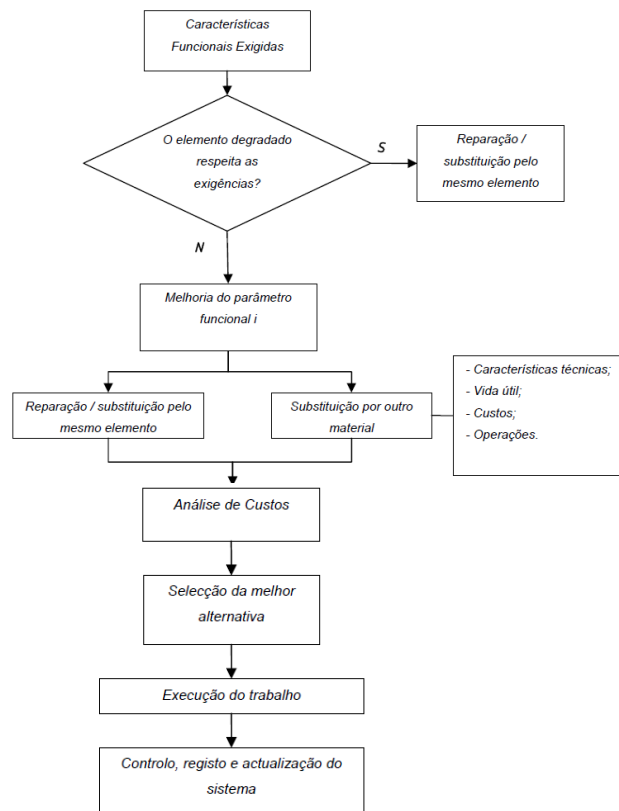 Características
Funcionais Exigidas
O elemento degradado
respeita as
exigências?
S
Reparação /
substituição pelo
mesmo elemento
N
Melhoria do parâmetro
funcional i
Reparação / substituição pelo
mesmo elemento
Substituição por outro
material
- Características técnicas;
- Vida útil;
- Custos;
- Operações.
Análise de Custos
Selecção da melhor
alternativa
Execução do trabalho
Controlo, registo e actualização do
sistema